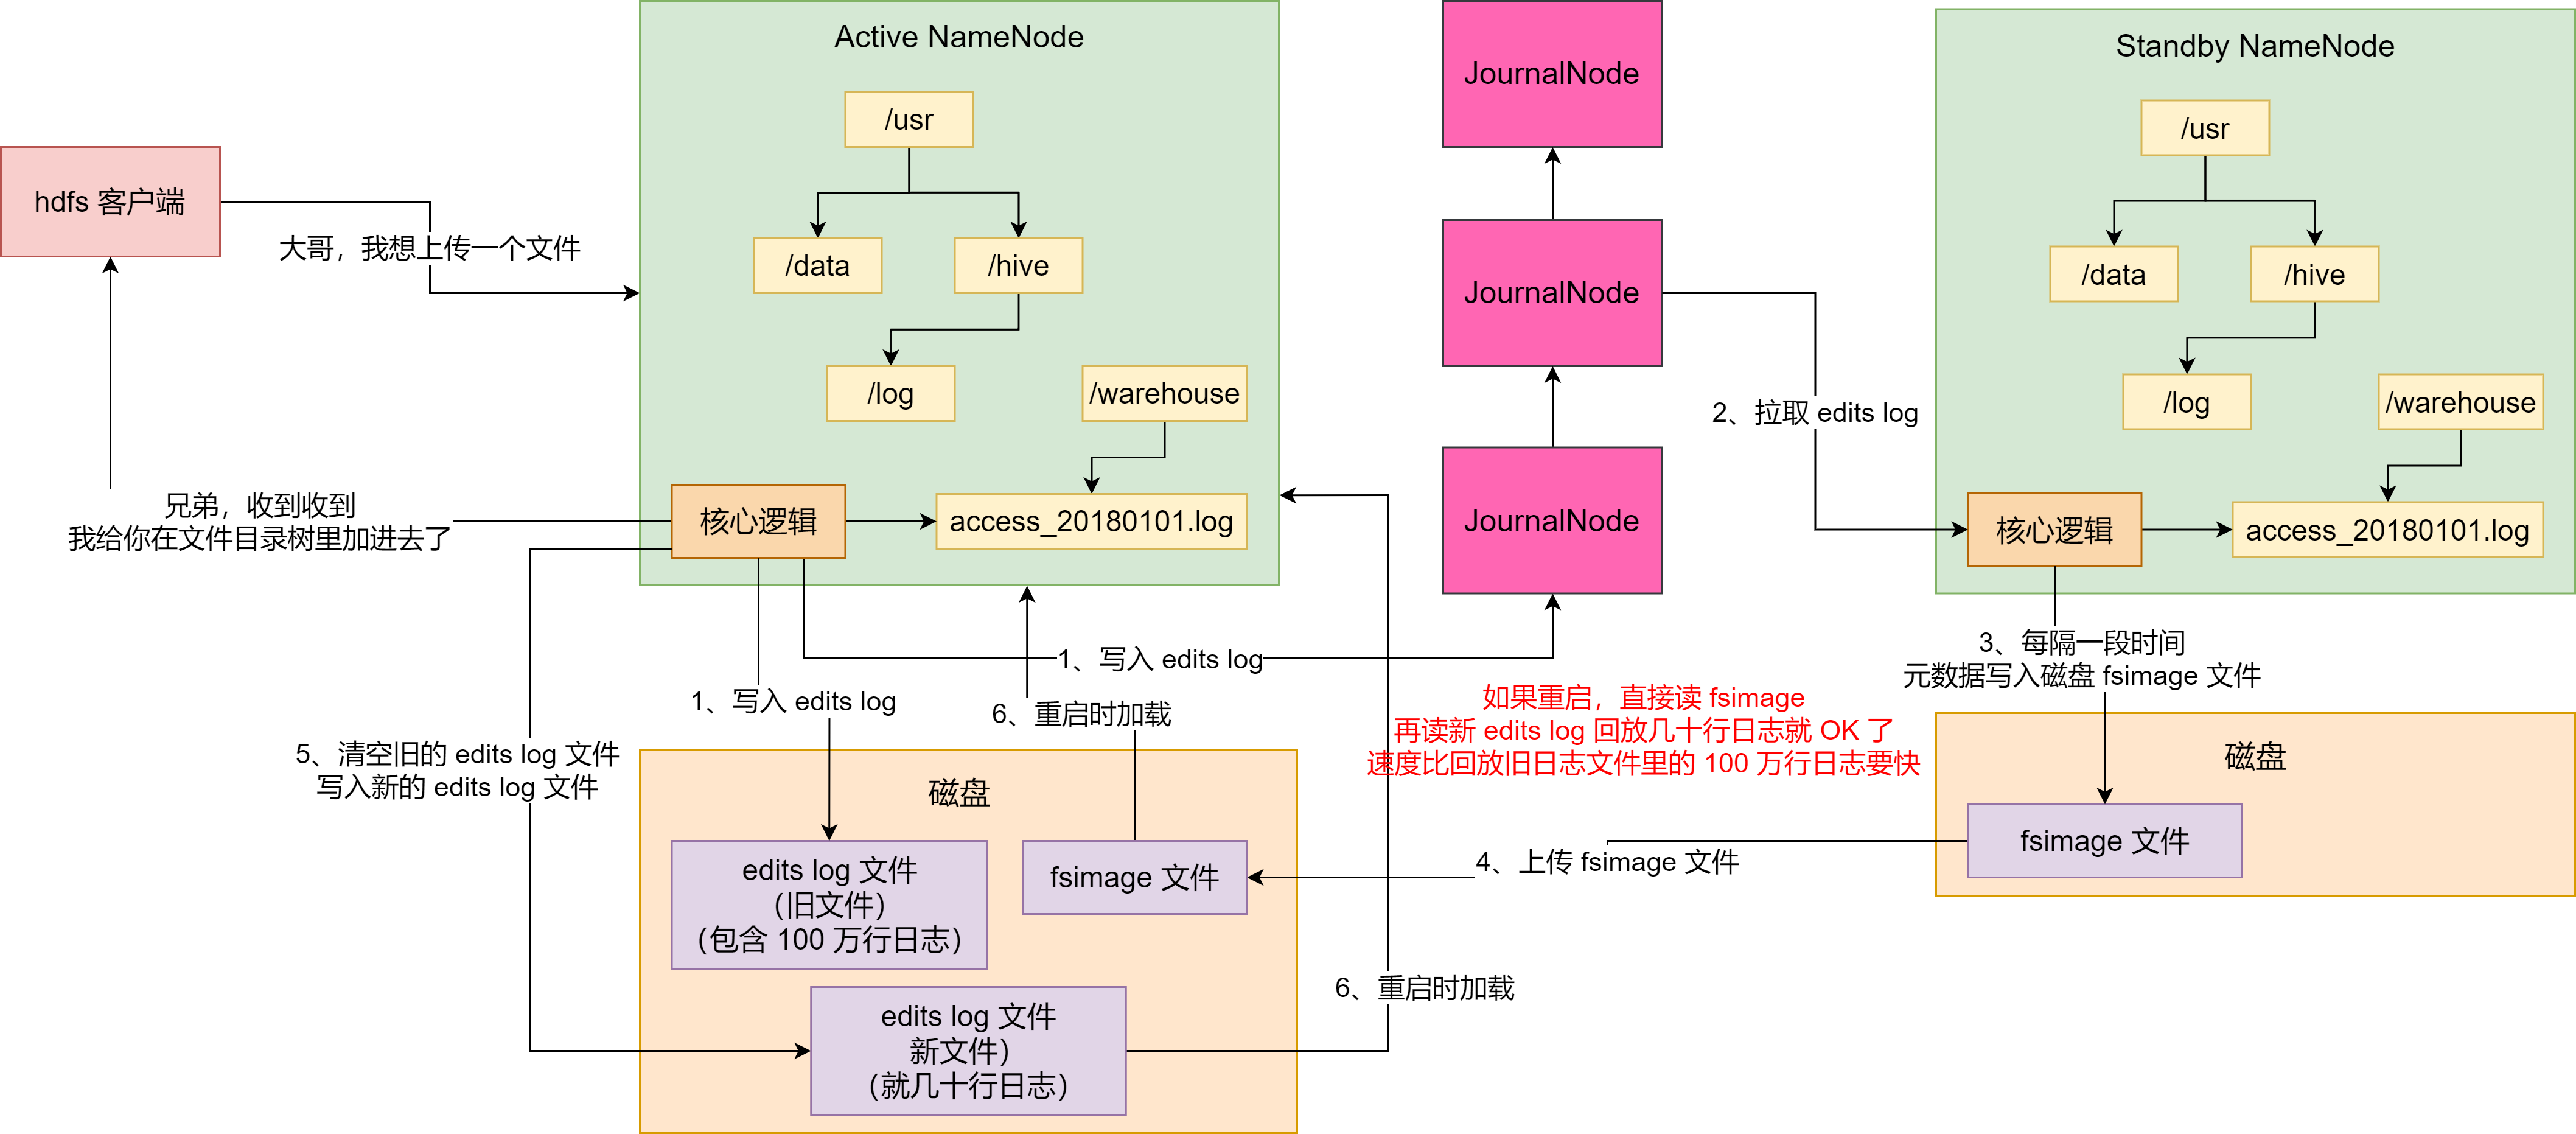 Active NameNode
/usr
/data
/hive
/log
/warehouse
核心逻辑
access_20180101.log
hdfs 客户端
大哥，我想上传一个文件
兄弟，收到收到
我给你在文件目录树里加进去了
JournalNode
JournalNode
JournalNode
Standby NameNode
/usr
/data
/hive
/log
/warehouse
核心逻辑
access_20180101.log
2、拉取 edits log
1、写入 edits log
1、写入 edits log
6、重启时加载
3、每隔一段时间
元数据写入磁盘 fsimage 文件
如果重启，直接读 fsimage
再读新 edits log 回放几十行日志就 OK 了
速度比回放旧日志文件里的 100 万行日志要快
5、清空旧的 edits log 文件
写入新的 edits log 文件
磁盘
edits log 文件
（旧文件）
（包含 100 万行日志）
fsimage 文件
edits log 文件
新文件）
（就几十行日志）
4、上传 fsimage 文件
6、重启时加载
磁盘
fsimage 文件